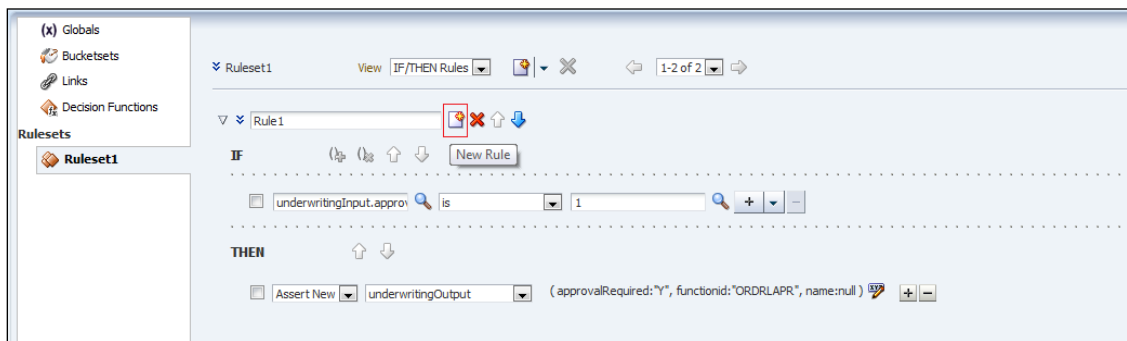 (x) Globals
Bucketsets
Links
Decision Functions
Rulesets
Ruleset1
Ruleset1 View IF/THEN Rules 1-2 of 2
Rule1
New Rule
IF
underwritingInput.approv is 1
THEN
Assert New underwritingOutput ( approvalRequired:"Y", functionid:"ORDRLAPR", name:null )